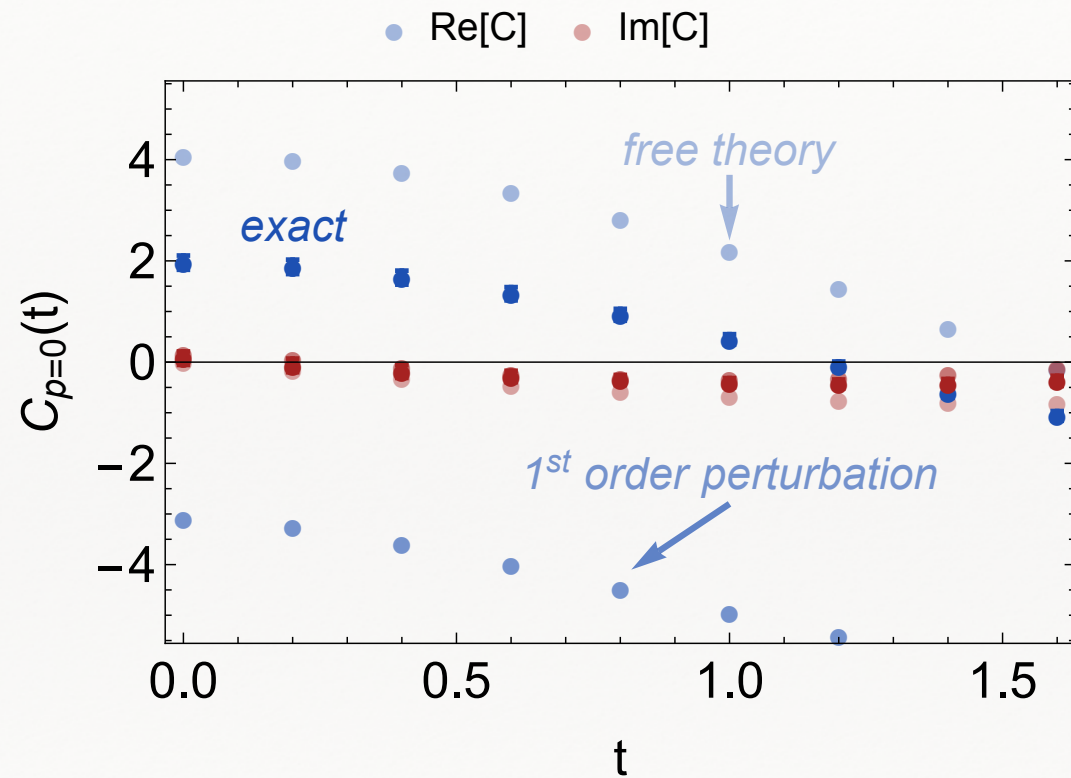 Re[C] Im[C]
free theory
exact
1st order perturbation
4
2
0
−2
−4
C_{p=0}(t)
0.0 0.5 1.0 1.5
t